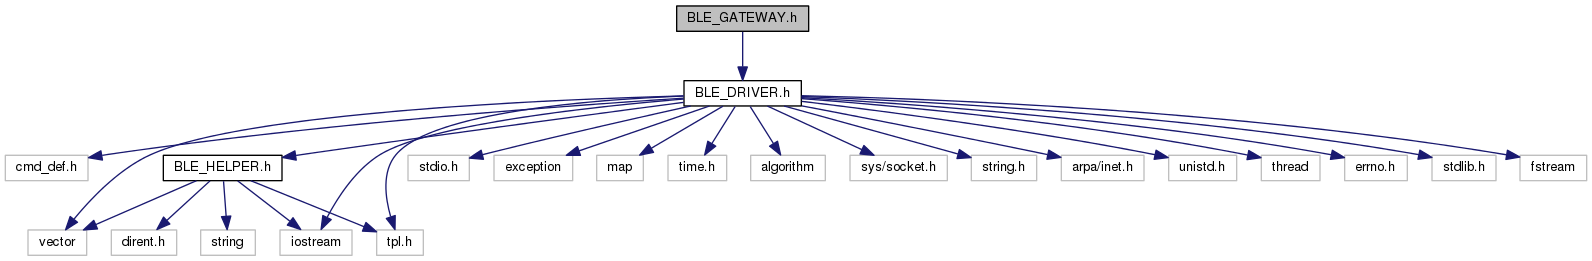 BLE_GATEWAY.h
BLE_DRIVER.h
cmd_def.h
BLE_HELPER.h
stdio.h
exception
map
time.h
algorithm
sys/socket.h
string.h
arpa/inet.h
unistd.h
thread
errno.h
stdlib.h
fstream
vector
dirent.h
string
iostream
tpl.h